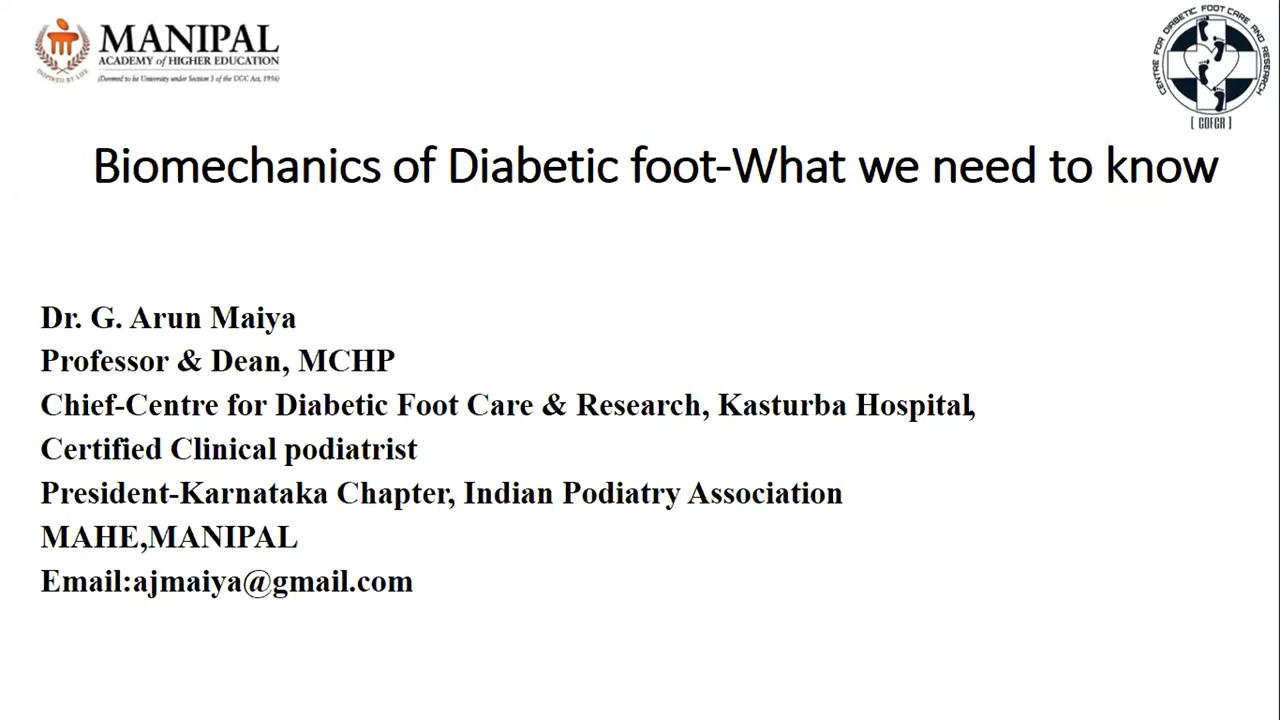 MANIPAL
ACADEMY of HIGHER EDUCATION
(Deemed to be University under Section 3 of the UGC Act, 1956)
INSPIRED BY LIFE
CENTRE FOR DIABETIC FOOT CARE AND RESEARCH
[ CDFCR ]
Biomechanics of Diabetic foot-What we need to know
Dr. G. Arun Maiya
Professor & Dean, MCHP
Chief-Centre for Diabetic Foot Care & Research, Kasturba Hospital,
Certified Clinical podiatrist
President-Karnataka Chapter, Indian Podiatry Association
MAHE,MANIPAL
Email:ajmaiya@gmail.com